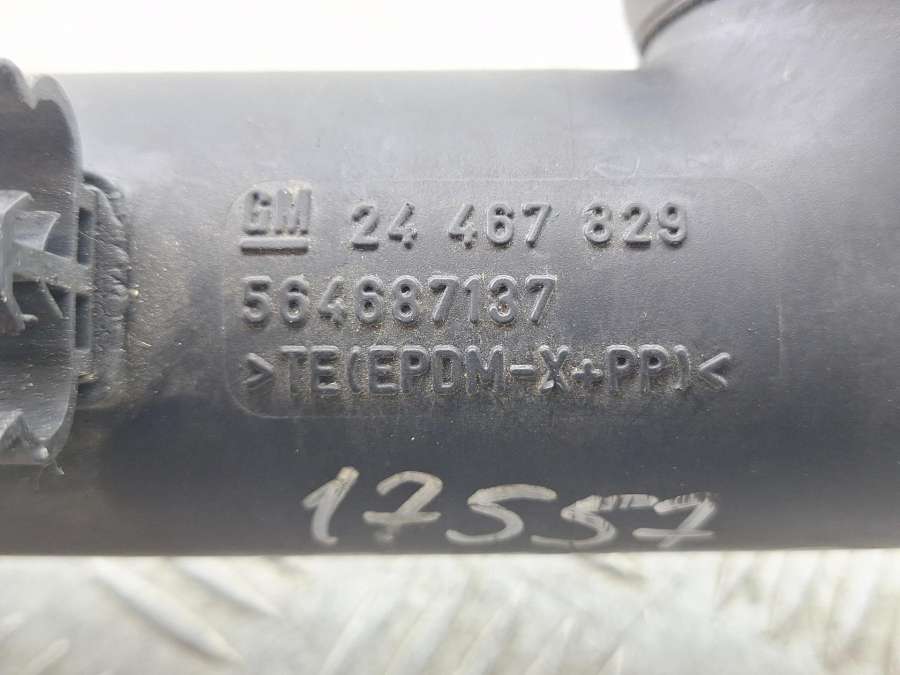 GM 24 467 829
564687137
>TE(EPDM-X+PP)<
17557